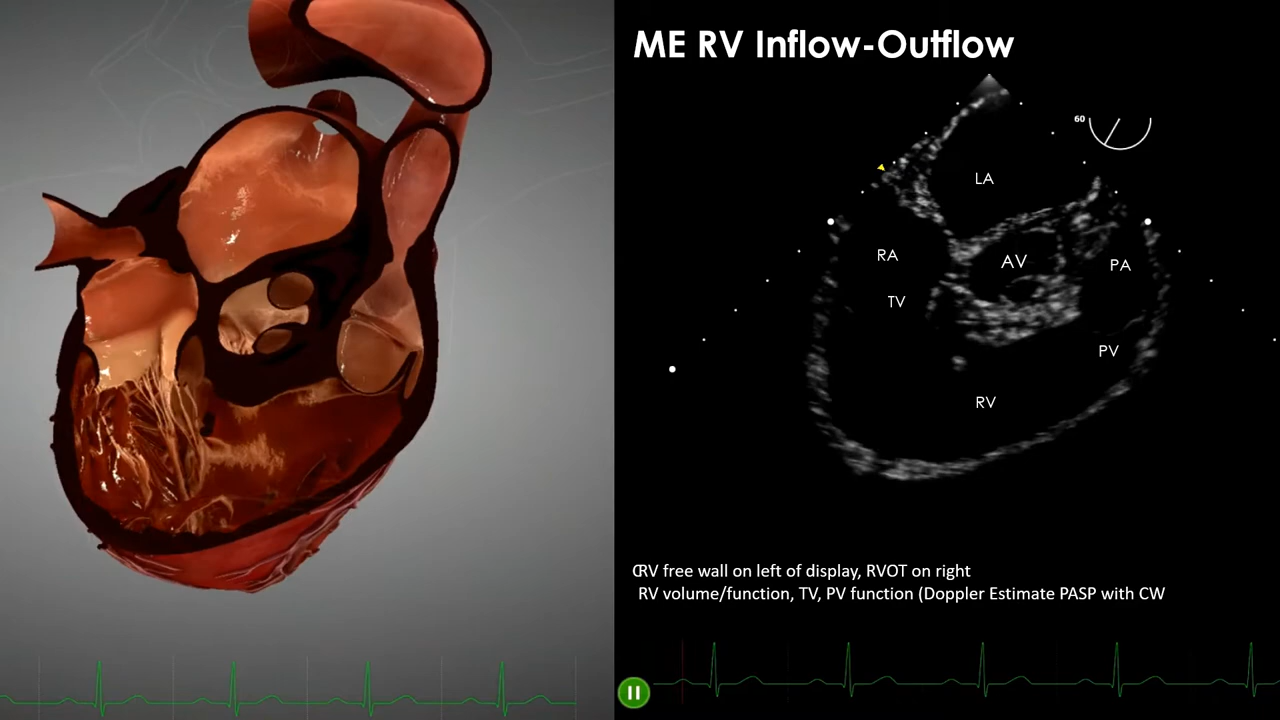 ME RV Inflow-Outflow
60
LA
RA
AV
PA
TV
PV
RV
RV free wall on left of display, RVOT on right
RV volume/function, TV, PV function (Doppler Estimate PASP with CW